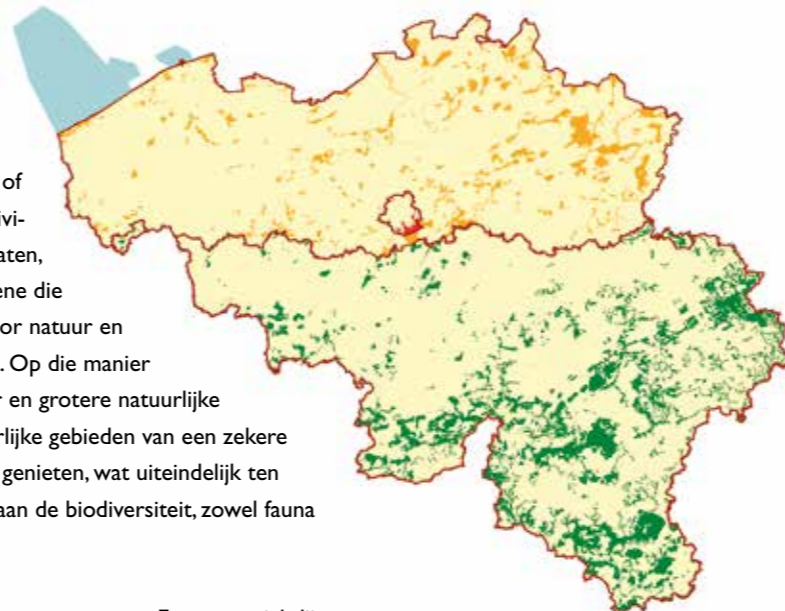 of
ivi-
aten,
ene die
or natuur en
. Op die manier
r en grotere natuurlijke
rlijke gebieden van een zekere
genieten, wat uiteindelijk ten
aan de biodiversiteit, zowel fauna